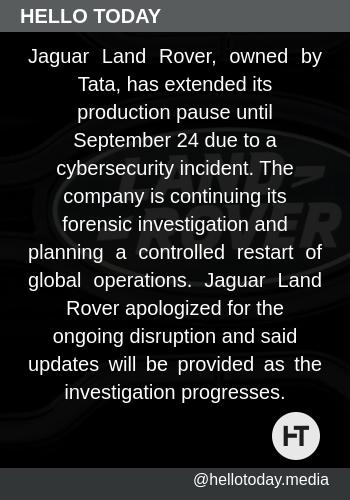 HELLO TODAY
Jaguar Land Rover, owned by
Tata, has extended its
production pause until
September 24 due to a
cybersecurity incident. The
company is continuing its
forensic investigation and
planning a controlled restart of
global operations. Jaguar Land
Rover apologized for the
ongoing disruption and said
updates will be provided as the
investigation progresses.
LAND
ROVER
HT
@hellotoday.media